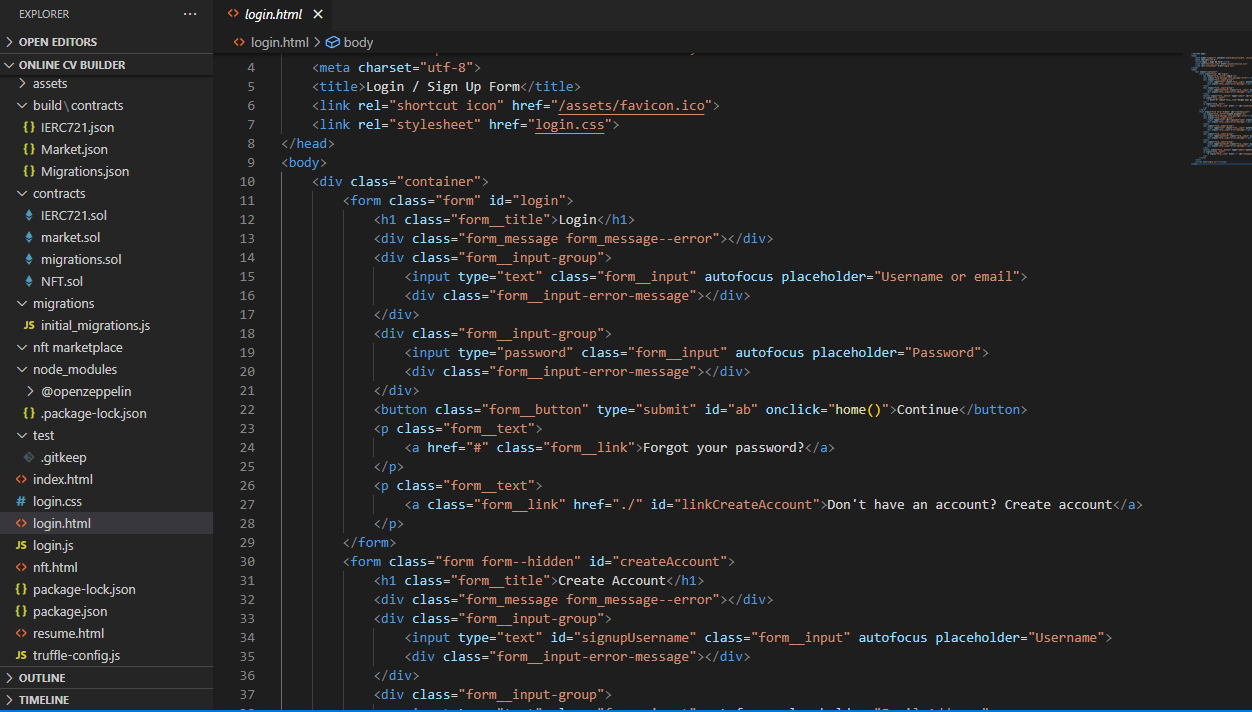 EXPLORER ...
OPEN EDITORS
ONLINE CV BUILDER
assets
build\contracts
{} IERC721.json
{} Market.json
{} Migrations.json
contracts
IERC721.sol
market.sol
migrations.sol
NFT.sol
migrations
JS initial_migrations.js
nft marketplace
node_modules
@openzeppelin
{} .package-lock.json
test
.gitkeep
<> index.html
# login.css
<> login.html
JS login.js
<> nft.html
{} package-lock.json
{} package.json
<> resume.html
JS truffle-config.js
OUTLINE
TIMELINE
<> login.html ×
<> login.html > body
4 <meta charset="utf-8">
5 <title>Login / Sign Up Form</title>
6 <link rel="shortcut icon" href="/assets/favicon.ico">
7 <link rel="stylesheet" href="login.css">
8 </head>
9 <body>
10 <div class="container">
11 <form class="form" id="login">
12 <h1 class="form__title">Login</h1>
13 <div class="form_message form_message--error"></div>
14 <div class="form__input-group">
15 <input type="text" class="form__input" autofocus placeholder="Username or email">
16 <div class="form__input-error-message"></div>
17 </div>
18 <div class="form__input-group">
19 <input type="password" class="form__input" autofocus placeholder="Password">
20 <div class="form__input-error-message"></div>
21 </div>
22 <button class="form__button" type="submit" id="ab" onclick="home()">Continue</button>
23 <p class="form__text">
24 <a href="#" class="form__link">Forgot your password?</a>
25 </p>
26 <p class="form__text">
27 <a class="form__link" href="./" id="linkCreateAccount">Don't have an account? Create account</a>
28 </p>
29 </form>
30 <form class="form form--hidden" id="createAccount">
31 <h1 class="form__title">Create Account</h1>
32 <div class="form_message form_message--error"></div>
33 <div class="form__input-group">
34 <input type="text" id="signupUsername" class="form__input" autofocus placeholder="Username">
35 <div class="form__input-error-message"></div>
36 </div>
37 <div class="form__input-group">